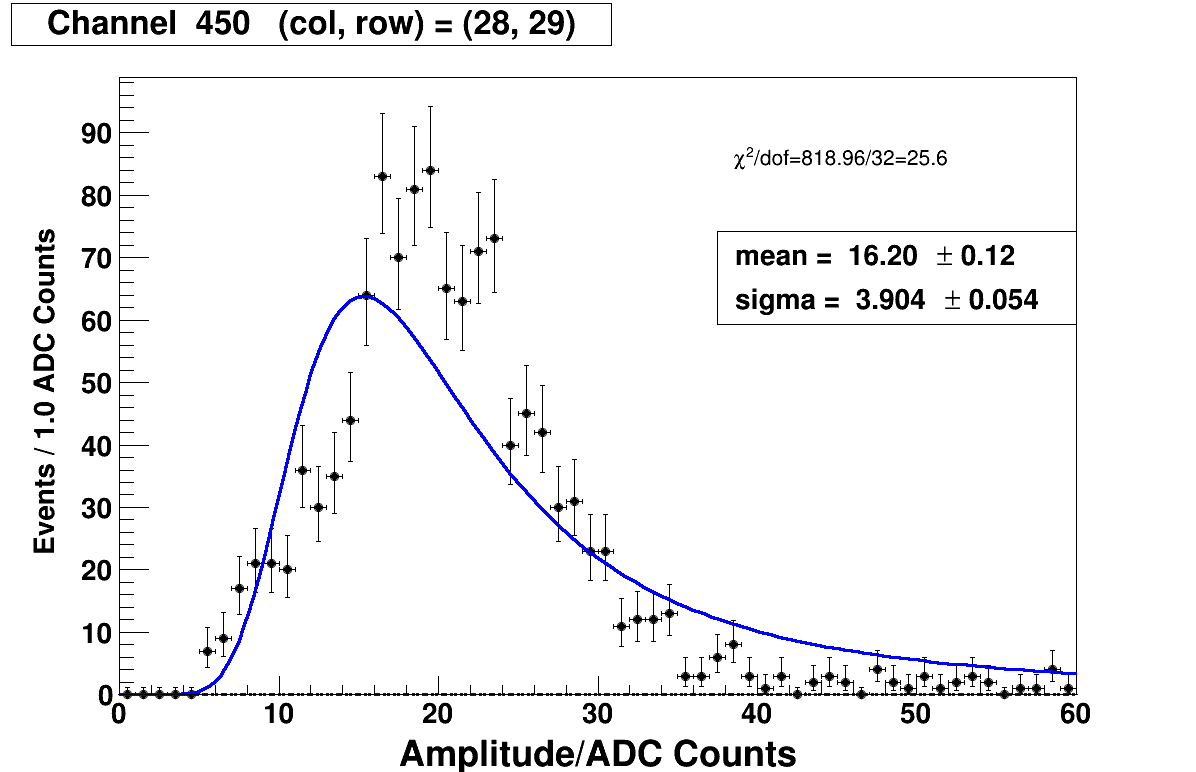 Channel 450 (col, row) = (28, 29)
χ²/dof=818.96/32=25.6
mean = 16.20 ± 0.12
sigma = 3.904 ± 0.054
Events / 1.0 ADC Counts
90
80
70
60
50
40
30
20
10
0
0 10 20 30 40 50 60
Amplitude/ADC Counts